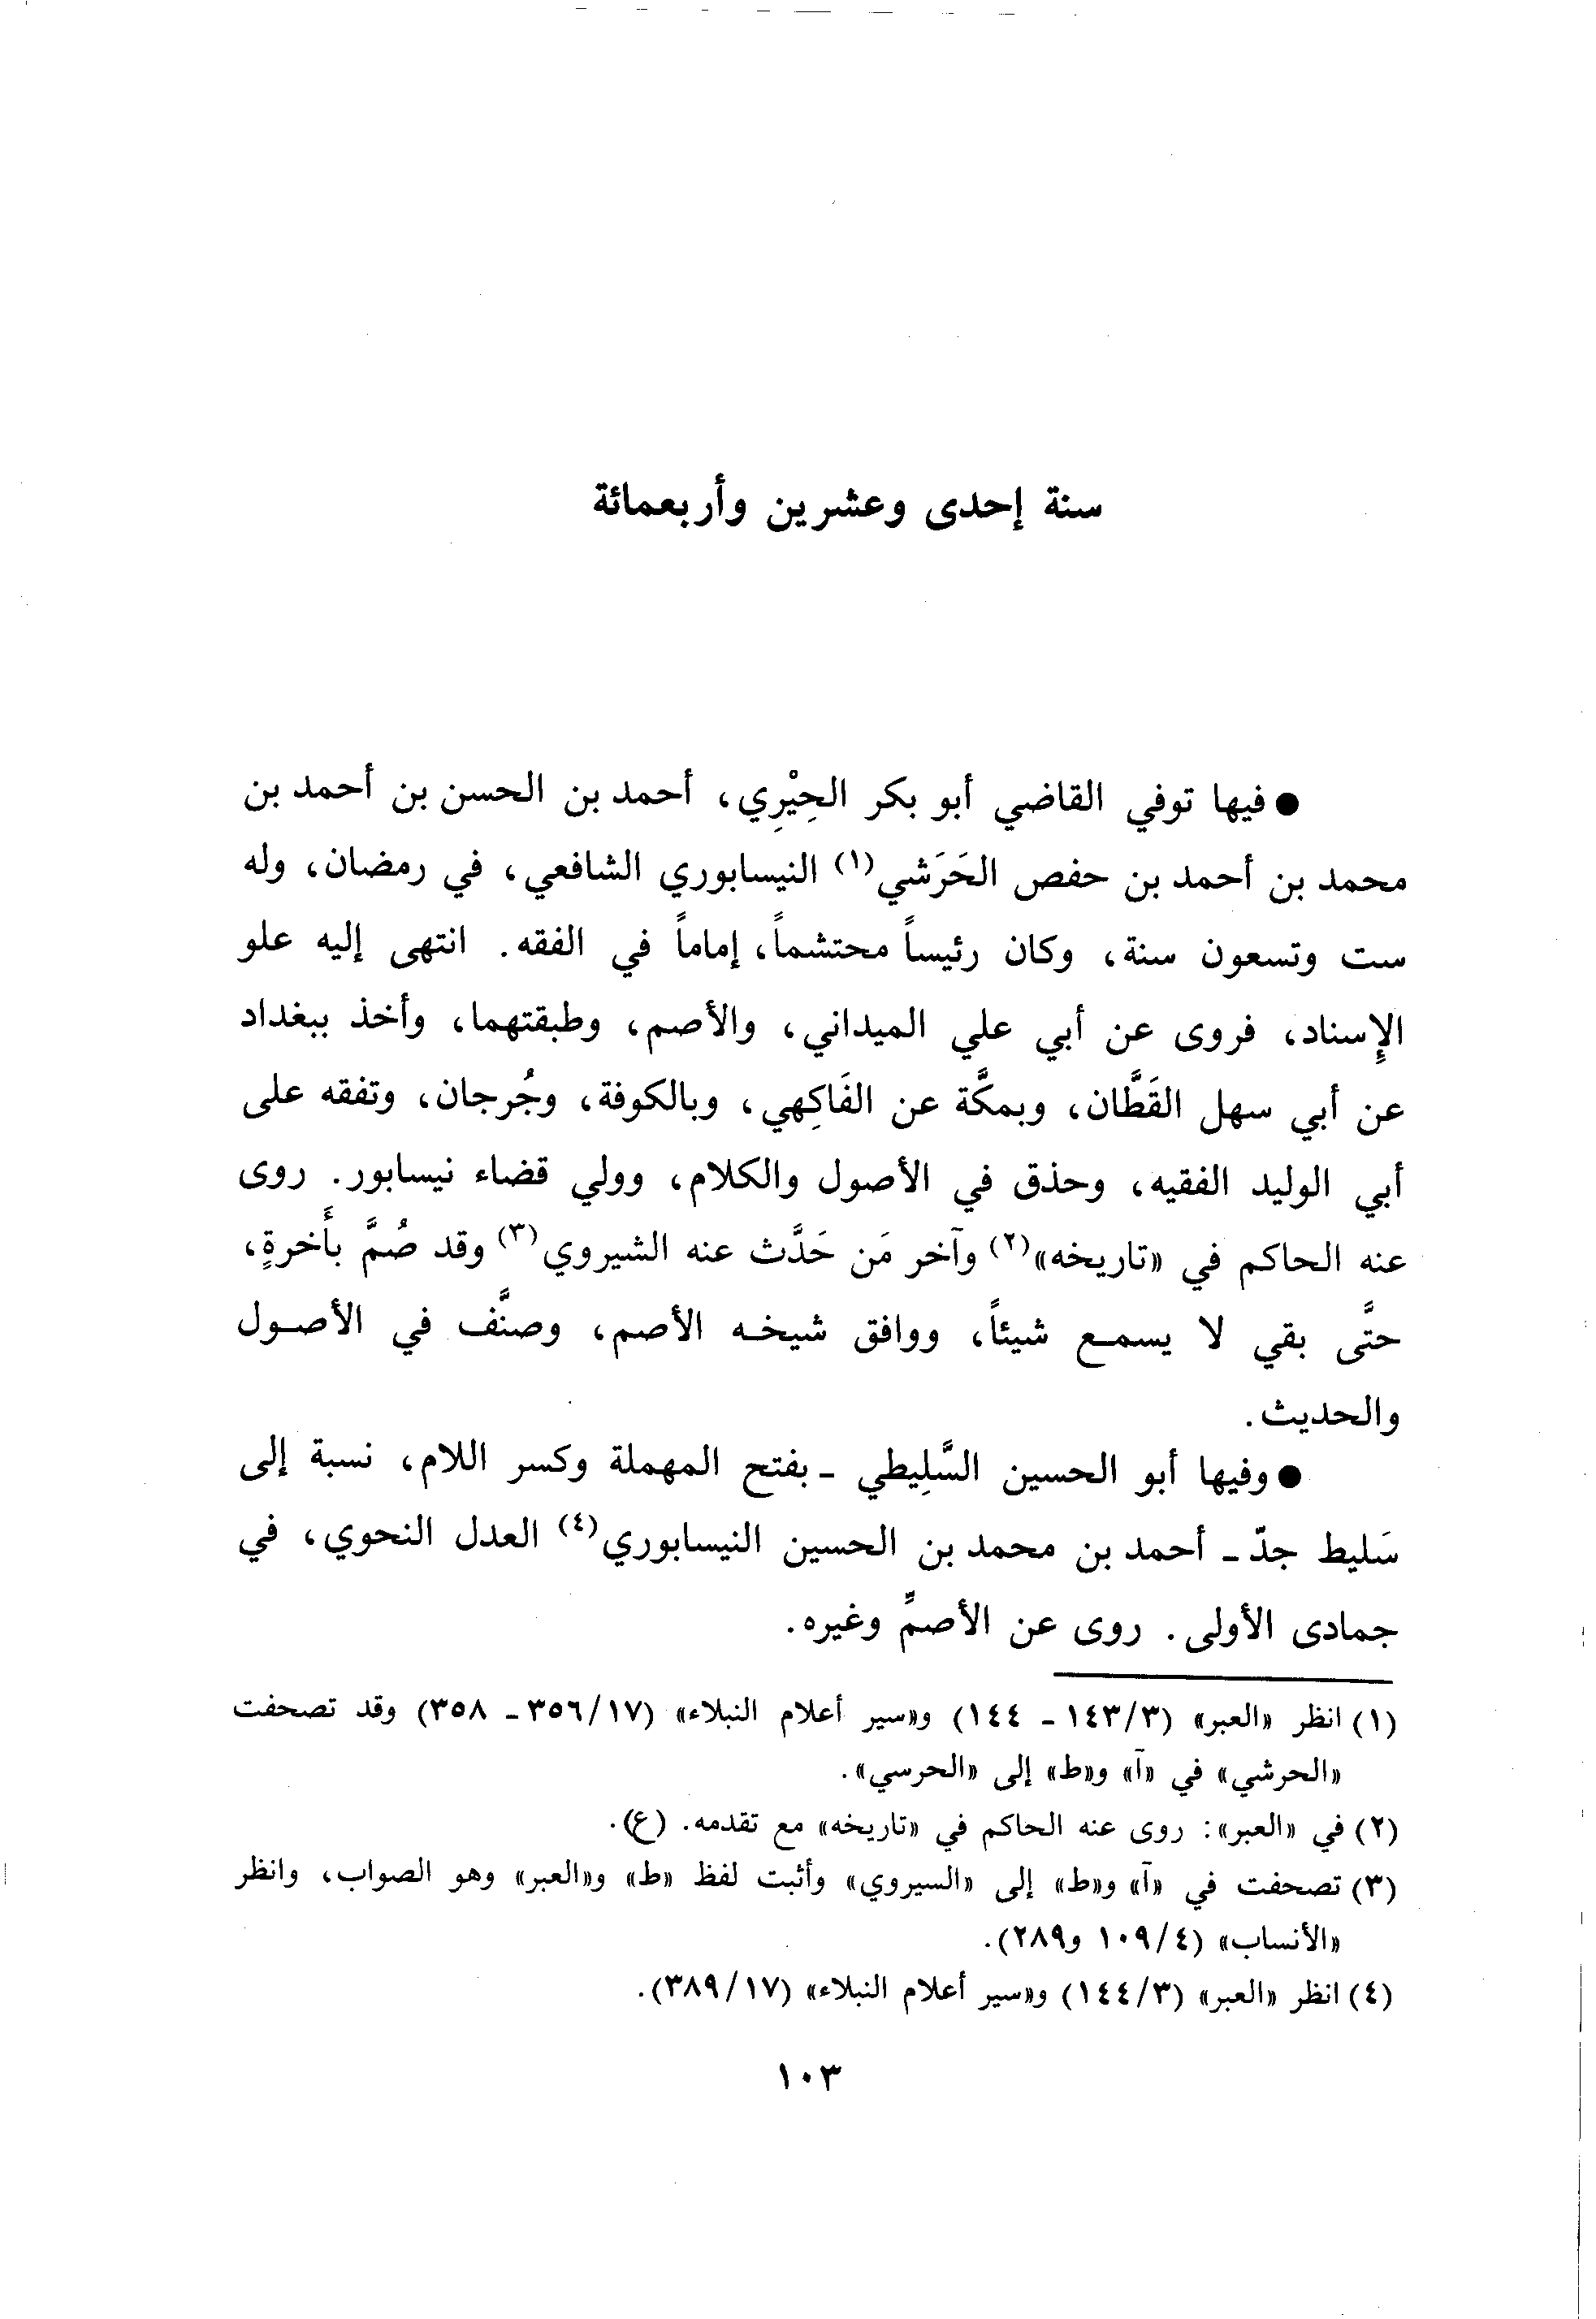 سنة إحدى وعشرين وأربعمائة
● فيها توفي القاضي أبو بكر الحِيْرِي، أحمد بن الحسن بن أحمد بن
محمد بن أحمد بن حفص الحَرَشي(١) النيسابوري الشافعي، في رمضان، وله
ست وتسعون سنة، وكان رئيساً محتشماً، إماماً في الفقه. انتهى إليه علو
الإِسناد، فروى عن أبي علي الميداني، والأصم، وطبقتهما، وأخذ ببغداد
عن أبي سهل القَطَّان، وبمكَّة عن الفَاكِهي، وبالكوفة، وجُرجان، وتفقه على
أبي الوليد الفقيه، وحذق في الأصول والكلام، وولي قضاء نيسابور. روى
عنه الحاكم في «تاريخه»(٢) وآخر مَن حَدَّث عنه الشيروي(٣) وقد صُمَّ بأَخرةٍ،
حتَّى بقي لا يسمع شيئاً، ووافق شيخه الأصم، وصنَّف في الأصول
والحديث.
● وفيها أبو الحسين السَّلِيطي ـ بفتح المهملة وكسر اللام، نسبة إلى
سَليط جدّ ـ أحمد بن محمد بن الحسين النيسابوري(٤) العدل النحوي، في
جمادى الأولى. روى عن الأصمِّ وغيره.
(١) انظر «العبر» (١٤٣/٣ ـ ١٤٤) و«سير أعلام النبلاء» (٣٥٦/١٧ ـ ٣٥٨) وقد تصحفت
«الحرشي» في «آ» و«ط» إلى «الحرسي».
(٢) في «العبر»: روى عنه الحاكم في «تاريخه» مع تقدمه. (ع).
(٣) تصحفت في «آ» و«ط» إلى «السيروي» وأثبت لفظ «ط» و«العبر» وهو الصواب، وانظر
«الأنساب» (١٠٩/٤ و٢٨٩).
(٤) انظر «العبر» (١٤٤/٣) و«سير أعلام النبلاء» (٣٨٩/١٧).
١٠٣